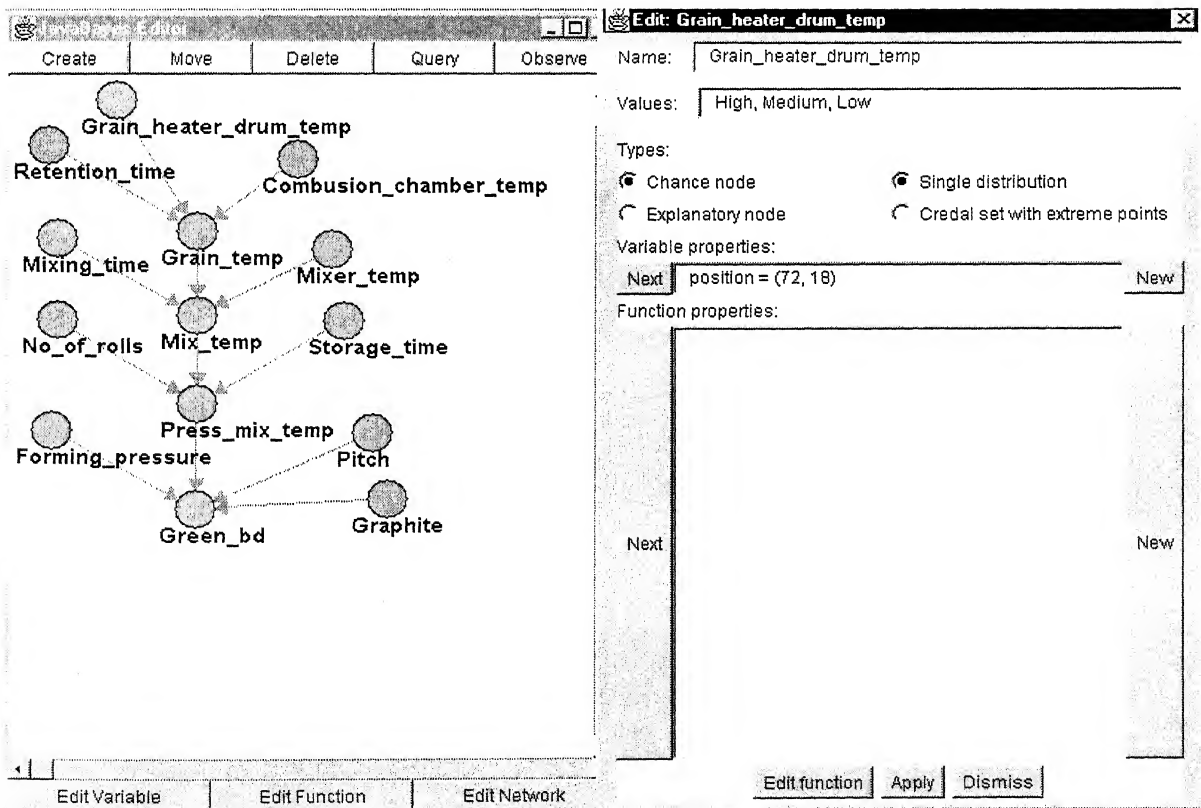 JavaBayes Editor
Create Move Delete Query Observe
Grain_heater_drum_temp
Retention_time
Combusion_chamber_temp
Mixing_time
Grain_temp
Mixer_temp
No_of_rolls
Mix_temp
Storage_time
Press_mix_temp
Forming_pressure
Pitch
Green_bd
Graphite
Edit Variable Edit Function Edit Network
Edit: Grain_heater_drum_temp
Name: Grain_heater_drum_temp
Values: High, Medium, Low
Types:
Chance node Single distribution
Explanatory node Credal set with extreme points
Variable properties:
Next position = (72, 18) New
Function properties:
Next New
Edit function Apply Dismiss